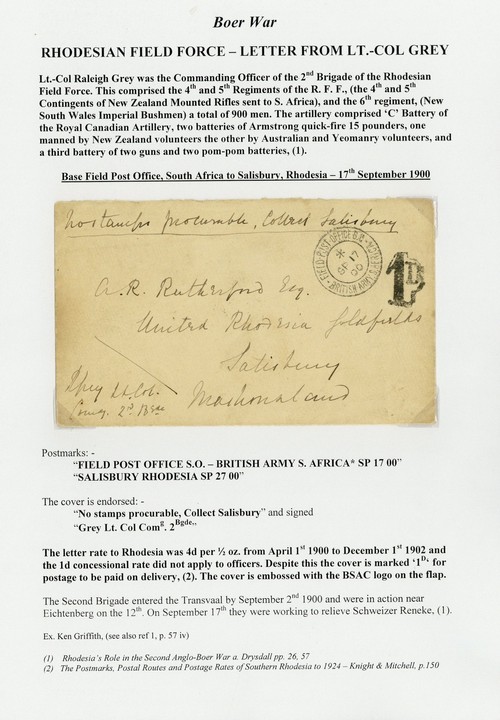 Boer War
RHODESIAN FIELD FORCE – LETTER FROM LT.-COL GREY
Lt.-Col Raleigh Grey was the Commanding Officer of the 2nd Brigade of the Rhodesian
Field Force. This comprised the 4th and 5th Regiments of the R. F. F., (the 4th and 5th
Contingents of New Zealand Mounted Rifles sent to S. Africa), and the 6th regiment, (New
South Wales Imperial Bushmen) a total of 900 men. The artillery comprised ‘C’ Battery of
the Royal Canadian Artillery, two batteries of Armstrong quick-fire 15 pounders, one
manned by New Zealand volunteers the other by Australian and Yeomanry volunteers, and
a third battery of two guns and two pom-pom batteries, (1).
Base Field Post Office, South Africa to Salisbury, Rhodesia – 17th September 1900
No stamps procurable, Collect Salisbury
FIELD POST OFFICE S.O. BRITISH ARMY S. AFRICA
*
SP 17
00
1D
A. R. Rutherford Esq.
United Rhodesia Goldfields
Salisbury
Mashonaland
Grey Lt. Col.
Comg. 2d Bgde
Postmarks: -
“FIELD POST OFFICE S.O. – BRITISH ARMY S. AFRICA* SP 17 00”
“SALISBURY RHODESIA SP 27 00”
The cover is endorsed: -
“No stamps procurable, Collect Salisbury” and signed
“Grey Lt. Col Comg. 2Bgde,,
The letter rate to Rhodesia was 4d per ½ oz. from April 1st 1900 to December 1st 1902 and
the 1d concessional rate did not apply to officers. Despite this the cover is marked ‘1D‘ for
postage to be paid on delivery, (2). The cover is embossed with the BSAC logo on the flap.
The Second Brigade entered the Transvaal by September 2nd 1900 and were in action near
Eichtenberg on the 12th. On September 17th they were working to relieve Schweizer Reneke, (1).
Ex. Ken Griffith, (see also ref 1, p. 57 iv)
(1) Rhodesia’s Role in the Second Anglo-Boer War a. Drysdall pp. 26, 57
(2) The Postmarks, Postal Routes and Postage Rates of Southern Rhodesia to 1924 – Knight & Mitchell, p.150